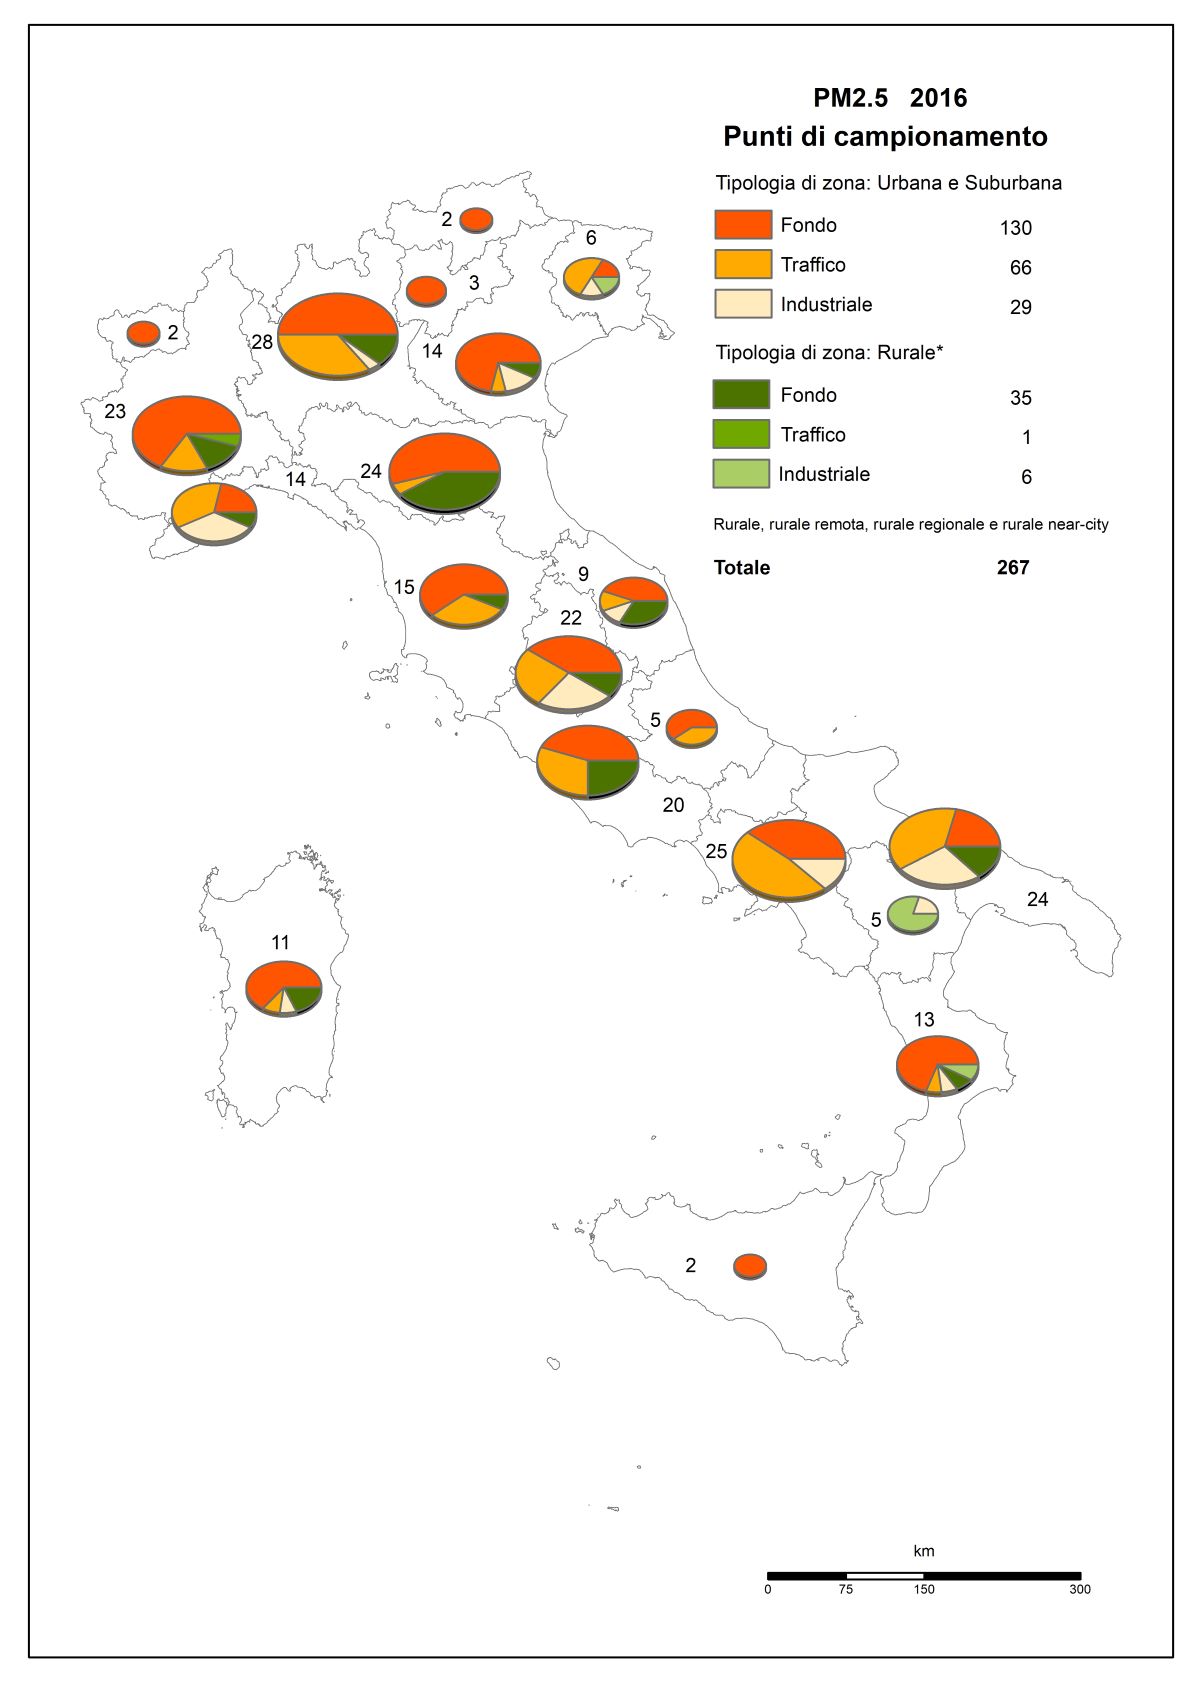 PM2.5 2016
Punti di campionamento
Tipologia di zona: Urbana e Suburbana
Fondo 130
Traffico 66
Industriale 29
Tipologia di zona: Rurale*
Fondo 35
Traffico 1
Industriale 6
Rurale, rurale remota, rurale regionale e rurale near-city
Totale 267
2
6
3
2
28
14
23
24
14
15
9
22
5
20
25
24
5
11
13
2
km
0 75 150 300